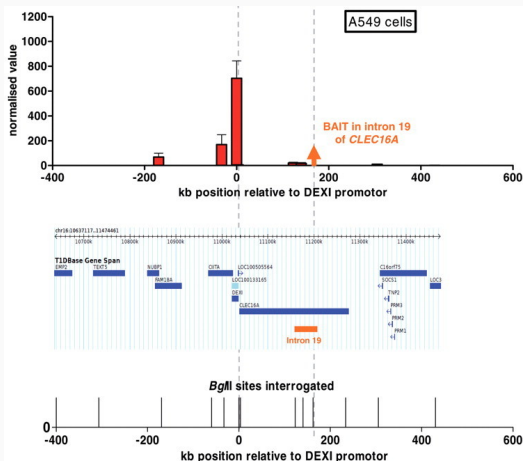 A549 cells
normalised value
1200
1000
800
600
400
200
0
BAIT in intron 19
of CLEC16A
-400 -200 0 200 400 600
kb position relative to DEXI promotor
chr16:10637117..11474461
10700k 10800k 10900k 11000k 11100k 11200k 11300k 11400k
T1DBase Gene Span
EMP2 TEKT5 NUBP1 CIITA LOC100505564 C16orf75
FAM18A LOC100133165 SOCS1 LOC3
DEXI TNP2
CLEC16A PRM3
PRM2
Intron 19 PRM1
BglII sites interrogated
0
-400 -200 0 200 400 600
kb position relative to DEXI promotor